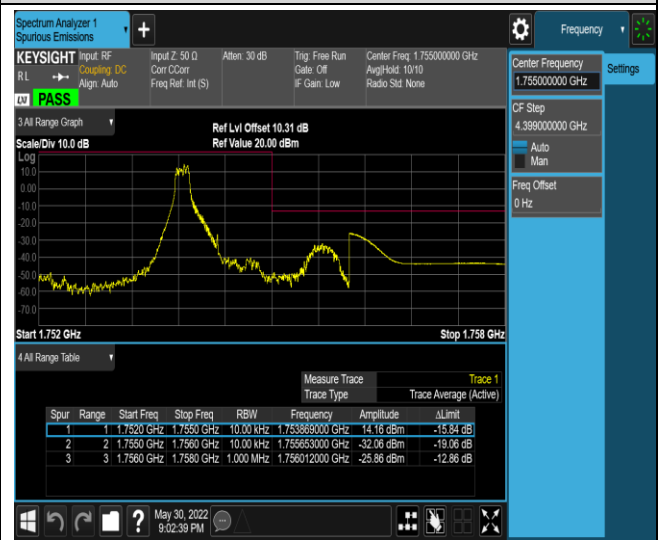 Spectrum Analyzer 1
Spurious Emissions
Frequency
KEYSIGHT Input: RF Input Z: 50 Ω Atten: 30 dB Trig: Free Run Center Freq: 1.755000000 GHz
RL Coupling: DC Corr CCorr Gate: Off Avg|Hold: 10/10
Align: Auto Freq Ref: Int (S) IF Gain: Low Radio Std: None
LXI PASS
Center Frequency
1.755000000 GHz
Settings
CF Step
4.399000000 GHz
Auto
Man
Freq Offset
0 Hz
3 All Range Graph
Ref Lvl Offset 10.31 dB
Scale/Div 10.0 dB Ref Value 20.00 dBm
Log
10.0
0.00
-10.0
-20.0
-30.0
-40.0
-50.0
-60.0
-70.0
Start 1.752 GHz Stop 1.758 GHz
4 All Range Table
Measure Trace Trace 1
Trace Type Trace Average (Active)
Spur Range Start Freq Stop Freq RBW Frequency Amplitude ΔLimit
1 1 1.7520 GHz 1.7550 GHz 10.00 kHz 1.753869000 GHz 14.16 dBm -15.84 dB
2 2 1.7550 GHz 1.7560 GHz 10.00 kHz 1.755653000 GHz -32.06 dBm -19.06 dB
3 3 1.7560 GHz 1.7580 GHz 1.000 MHz 1.756012000 GHz -25.86 dBm -12.86 dB
May 30, 2022
9:02:39 PM